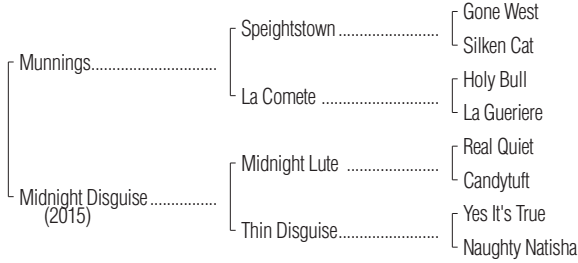 Gone West
Speightstown
Silken Cat
Munnings
Holy Bull
La Comete
La Gueriere
Real Quiet
Midnight Lute
Candytuft
Midnight Disguise
(2015)
Yes It's True
Thin Disguise
Naughty Natisha